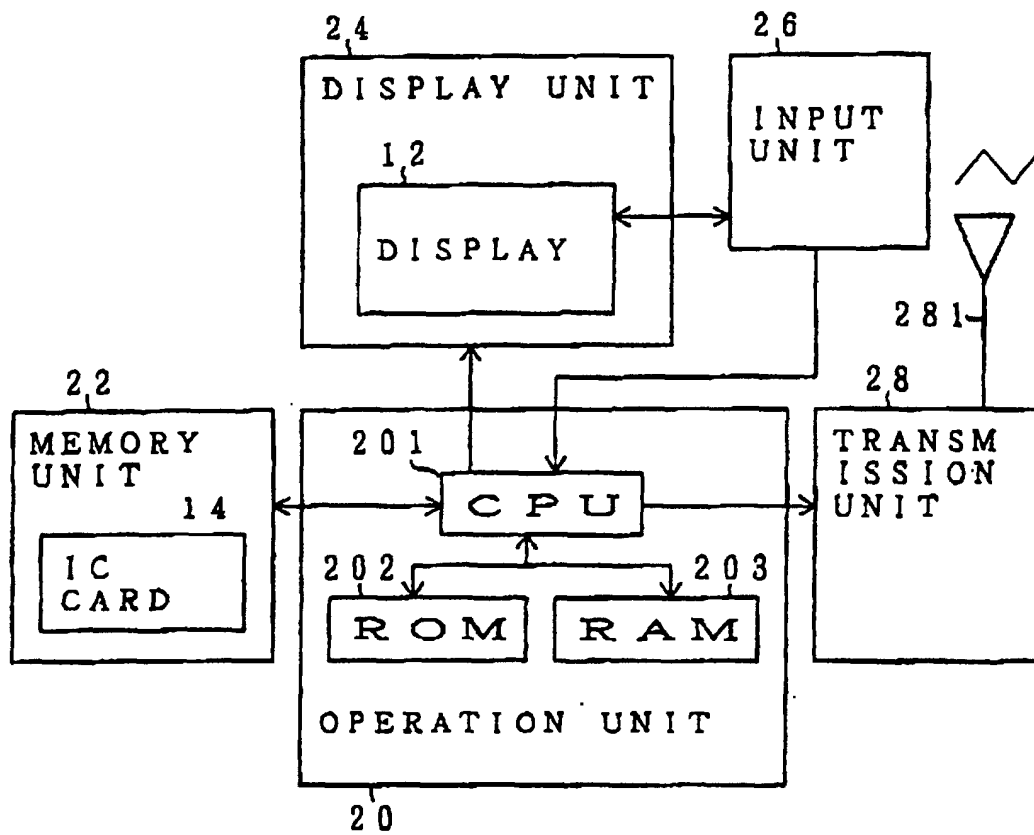 24
26
DISPLAY UNIT
INPUT
UNIT
12
DISPLAY
281
22
28
MEMORY
UNIT
201
TRANSM
ISSION
UNIT
CPU
14
IC
CARD
202
203
ROM
RAM
OPERATION UNIT
20